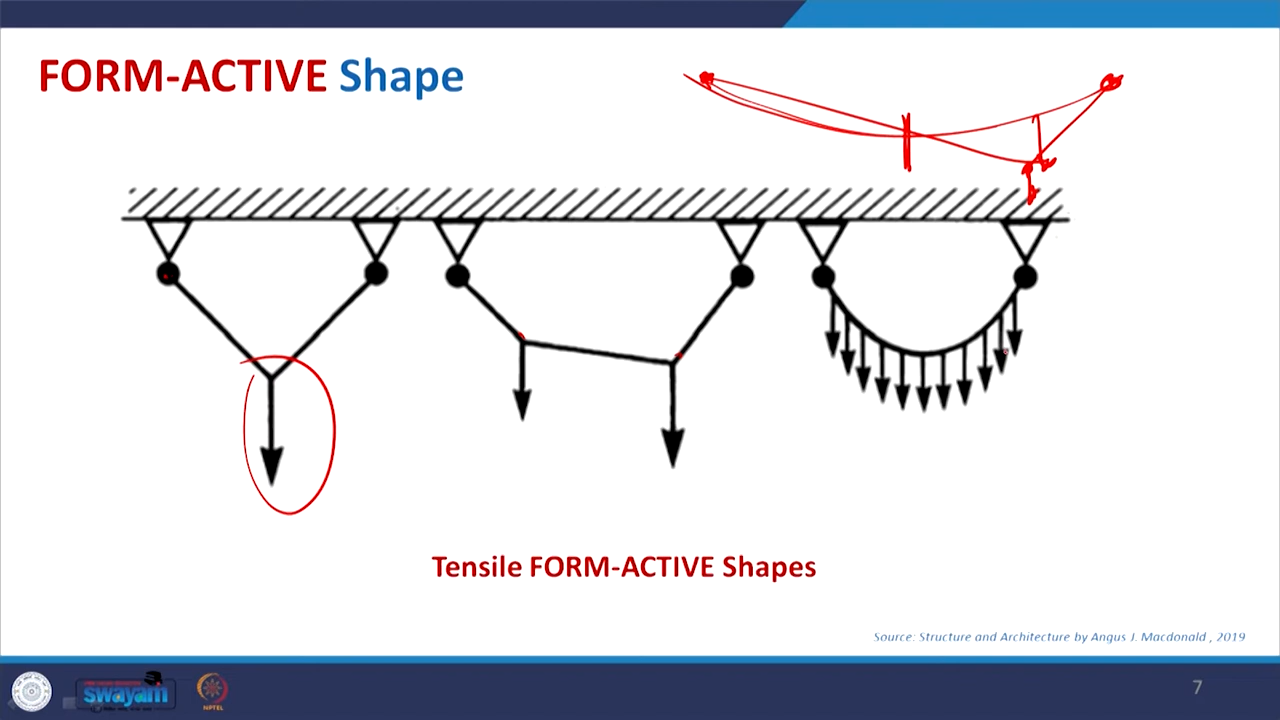 FORM-ACTIVE Shape
Tensile FORM-ACTIVE Shapes
Source: Structure and Architecture by Angus J. Macdonald , 2019
swayam
NPTEL
7